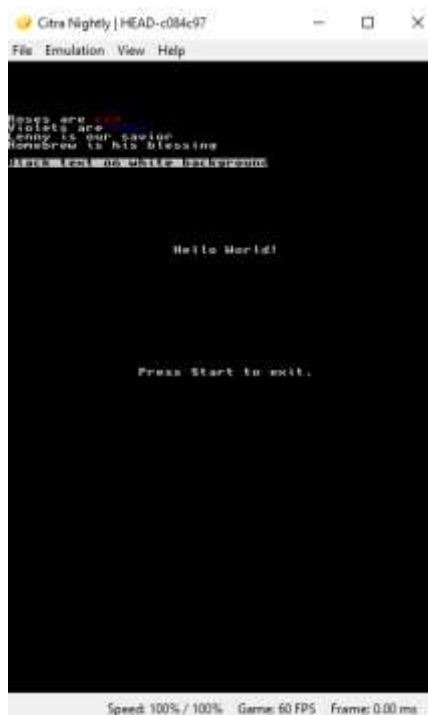 Citra Nightly | HEAD-c084c97
File Emulation View Help
Roses are red
Violets are blue
Lenny is our savior
Homebrew is his blessing
Black text on white background
Hello World!
Press Start to exit.
Speed: 100% / 100% Game: 60 FPS Frame: 0.00 ms